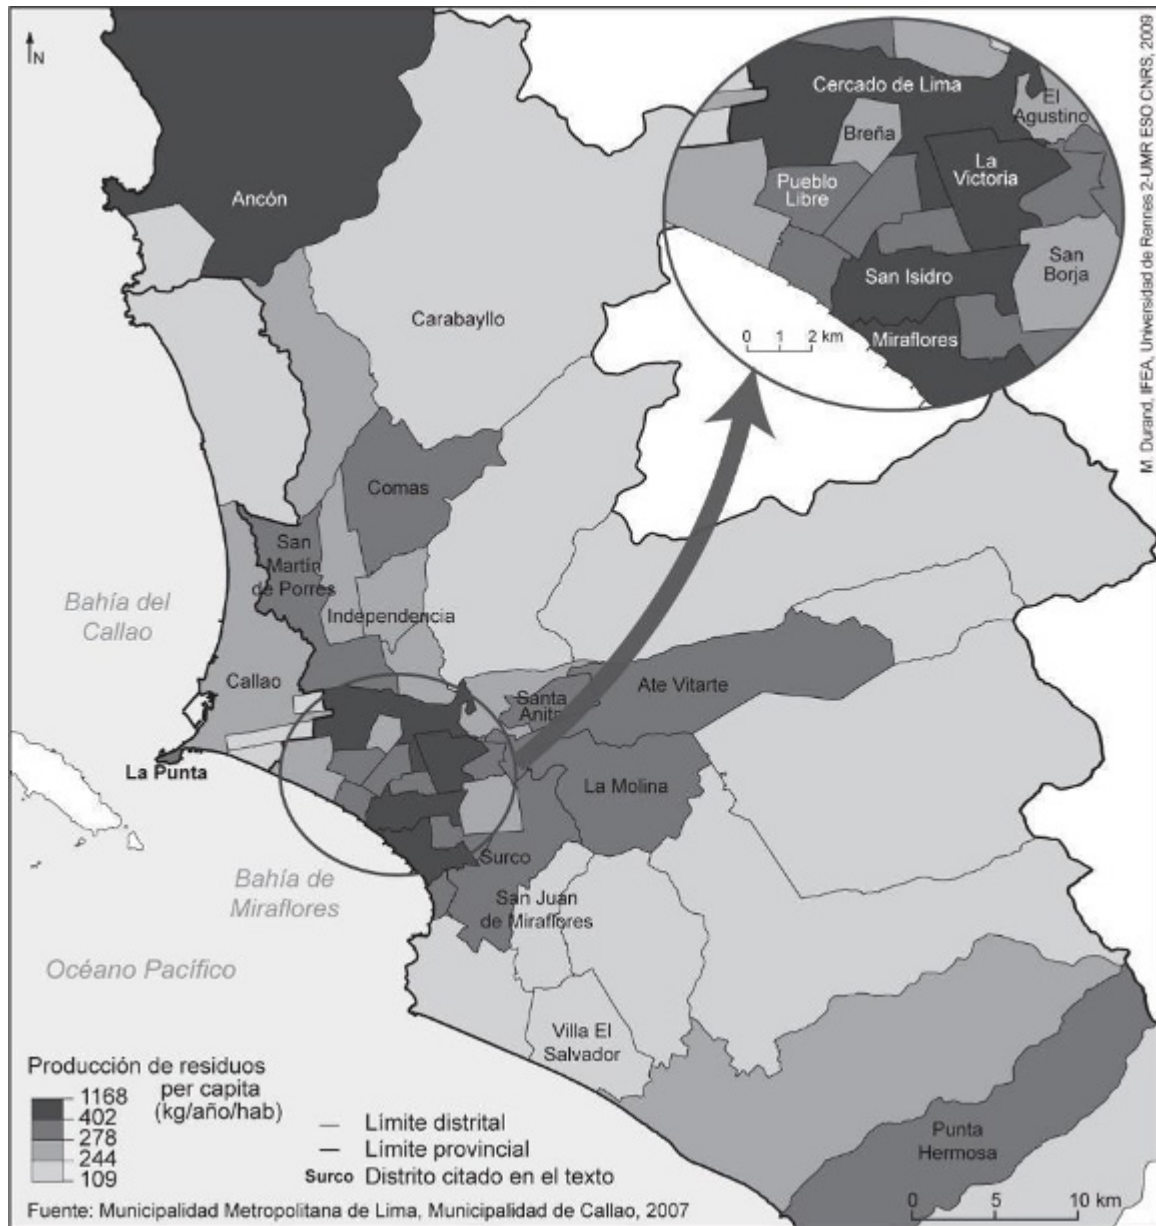 N
M. Durand, IFEA, Universidad de Rennes 2-UMR ESO CNRS, 2009
Cercado de Lima
El
Agustino
Breña
La
Victoria
Pueblo
Libre
San
Borja
San Isidro
Miraflores
0 1 2 km
Ancón
Carabayllo
Comas
San
Martín
de Porres
Independencia
Bahía del
Callao
Callao
Santa
Anita
Ate Vitarte
La Punta
La Molina
Surco
Bahía de
Miraflores
San Juan
de Miraflores
Océano Pacífico
Villa El
Salvador
Punta
Hermosa
Producción de residuos
per capita
(kg/año/hab)
1168
402
278
244
109
Límite distrital
Límite provincial
Surco Distrito citado en el texto
0 5 10 km
Fuente: Municipalidad Metropolitana de Lima, Municipalidad de Callao, 2007